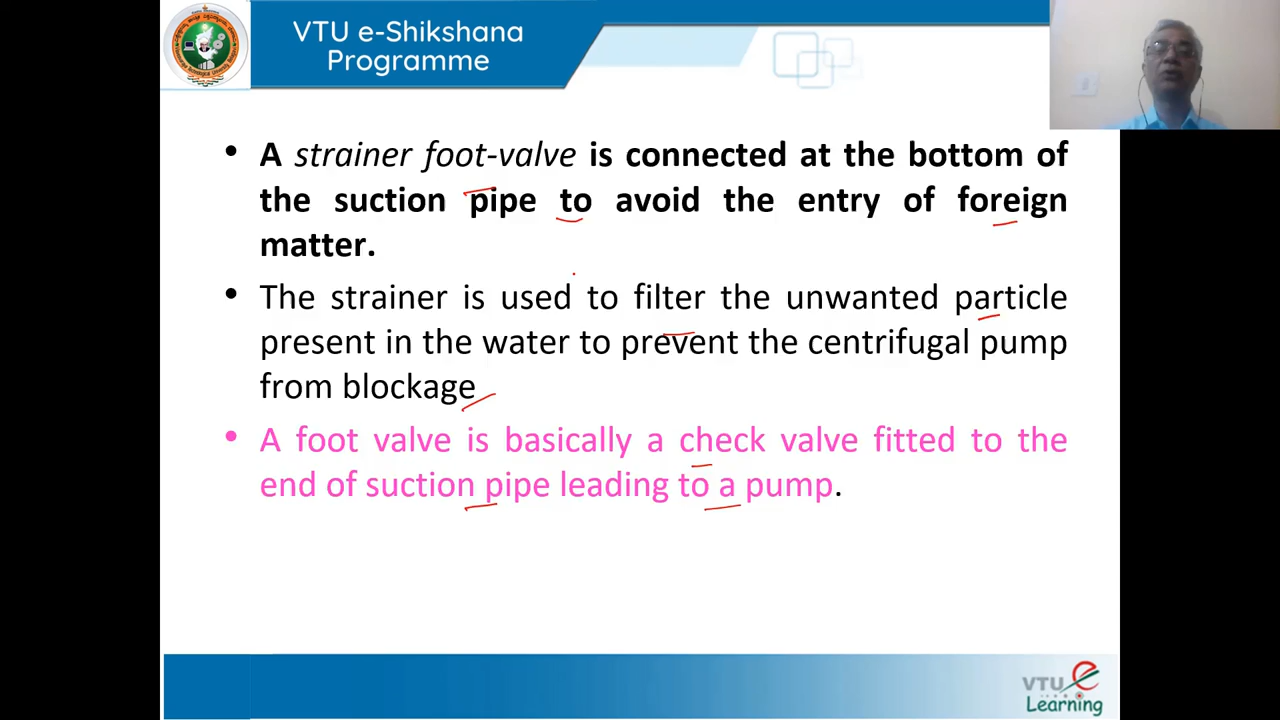 VTU e-Shikshana
Programme
• A strainer foot-valve is connected at the bottom of
the suction pipe to avoid the entry of foreign
matter.
• The strainer is used to filter the unwanted particle
present in the water to prevent the centrifugal pump
from blockage
• A foot valve is basically a check valve fitted to the
end of suction pipe leading to a pump.
VTU e
Learning